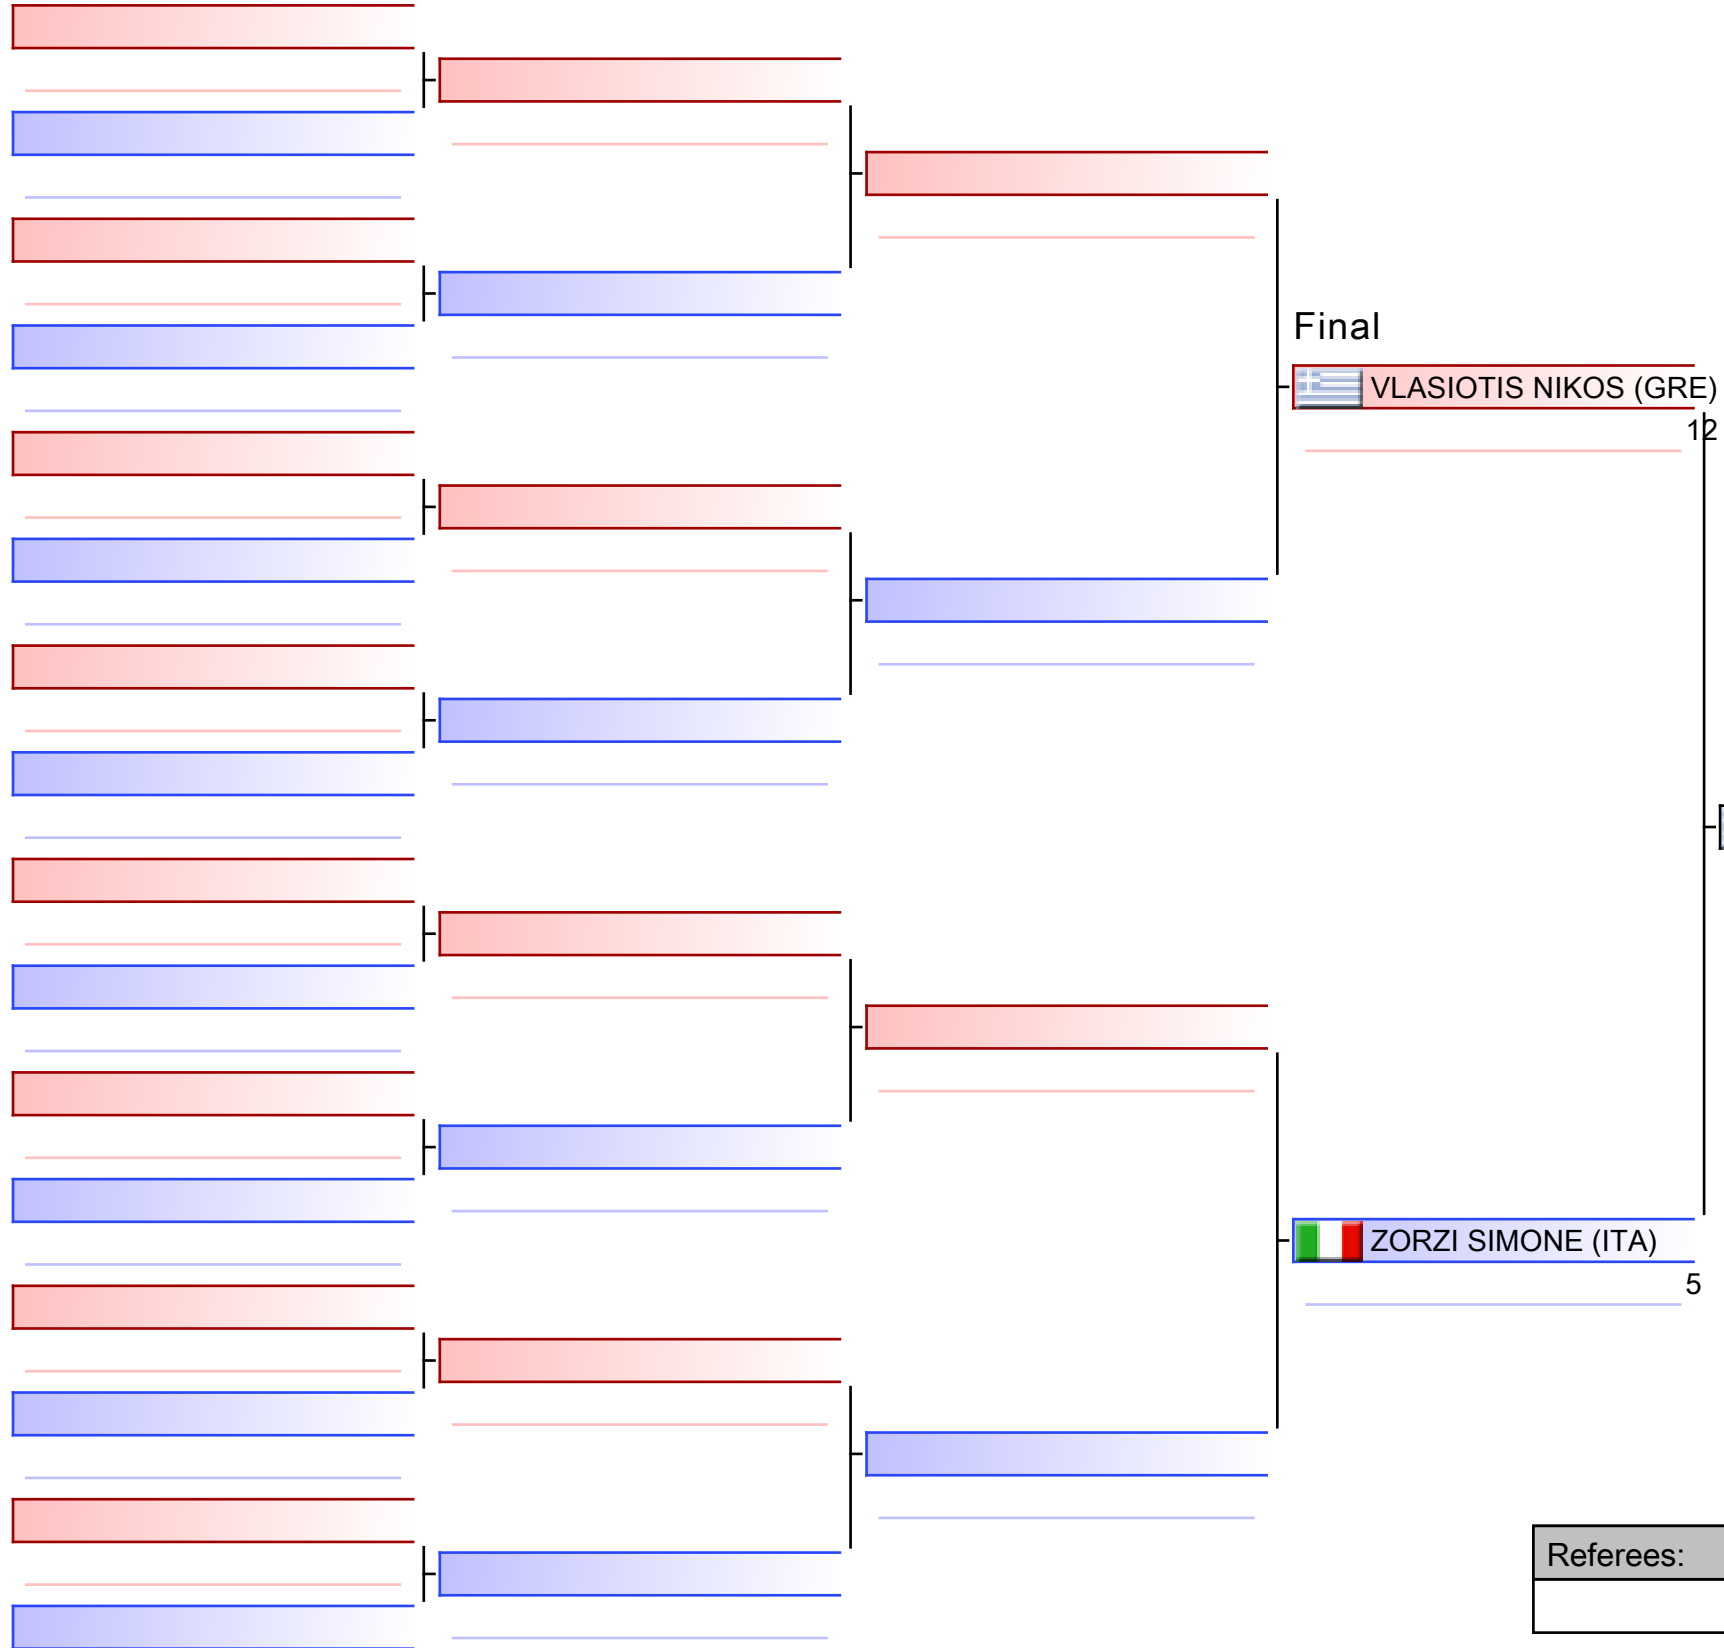 Final
VLASIOTIS NIKOS (GRE)
12
ZORZI SIMONE (ITA)
5
Referees: